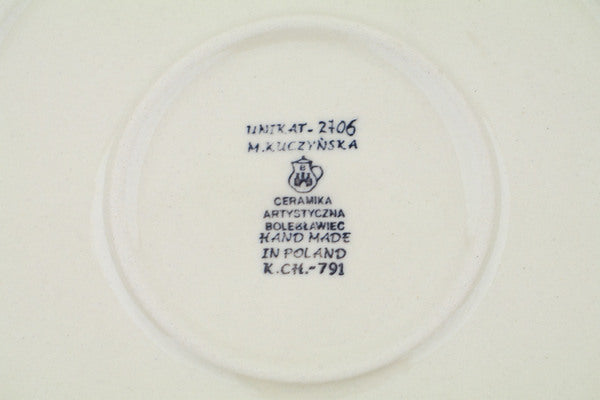 UNIKAT-2706
M.KUCZYŃSKA
B
CERAMIKA
ARTYSTYCZNA
BOLESŁAWIEC
HAND MADE
IN POLAND
K.CH.-791